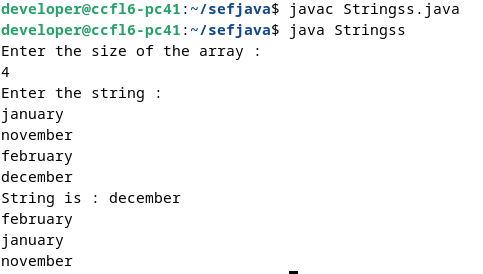 developer@ccfl6-pc41:~/sefjava$ javac Stringss.java
developer@ccfl6-pc41:~/sefjava$ java Stringss
Enter the size of the array :
4
Enter the string :
january
november
february
december
String is : december
february
january
november